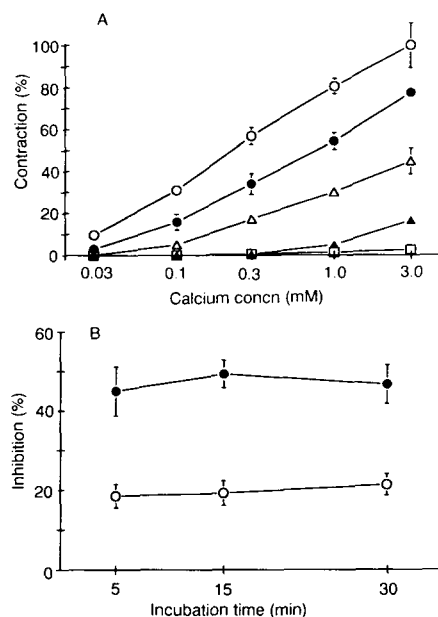 A
100
80
60
40
20
0
Contraction (%)
0.03 0.1 0.3 1.0 3.0
Calcium concn (mM)
B
60
40
20
0
Inhibition (%)
5 15 30
Incubation time (min)